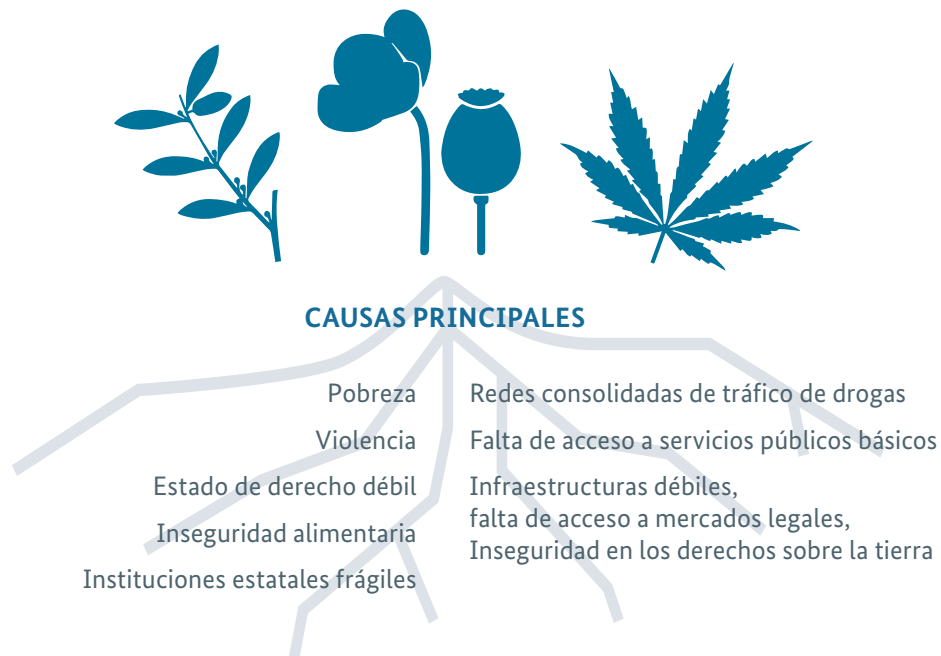 CAUSAS PRINCIPALES
Pobreza
Violencia
Estado de derecho débil
Inseguridad alimentaria
Instituciones estatales frágiles
Redes consolidadas de tráfico de drogas
Falta de acceso a servicios públicos básicos
Infraestructuras débiles,
falta de acceso a mercados legales,
Inseguridad en los derechos sobre la tierra